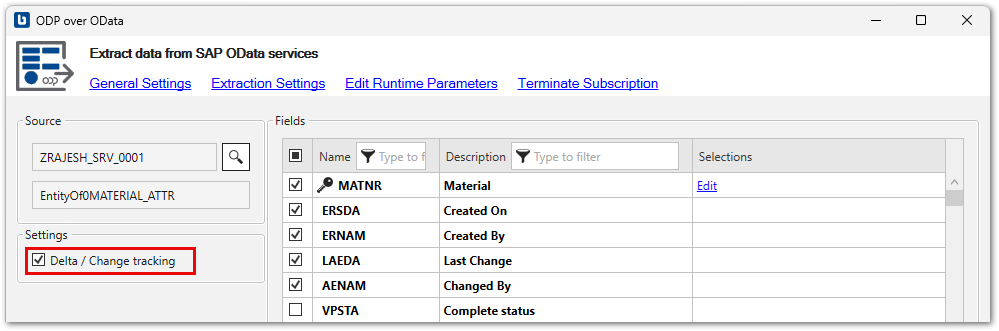 ODP over OData
Extract data from SAP OData services
General Settings Extraction Settings Edit Runtime Parameters Terminate Subscription
odp
Source
ZRAJESH_SRV_0001
EntityOf0MATERIAL_ATTR
Settings
Delta / Change tracking
Fields
Name Type to f Description Type to filter Selections
MATNR Material Edit
ERSDA Created On
ERNAM Created By
LAEDA Last Change
AENAM Changed By
VPSTA Complete status